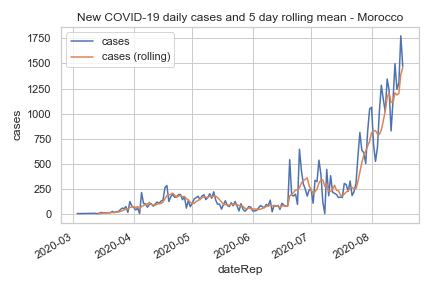 New COVID-19 daily cases and 5 day rolling mean - Morocco
cases
cases (rolling)
1750
1500
1250
1000
750
500
250
0
cases
2020-03
2020-04
2020-05
2020-06
2020-07
2020-08
dateRep